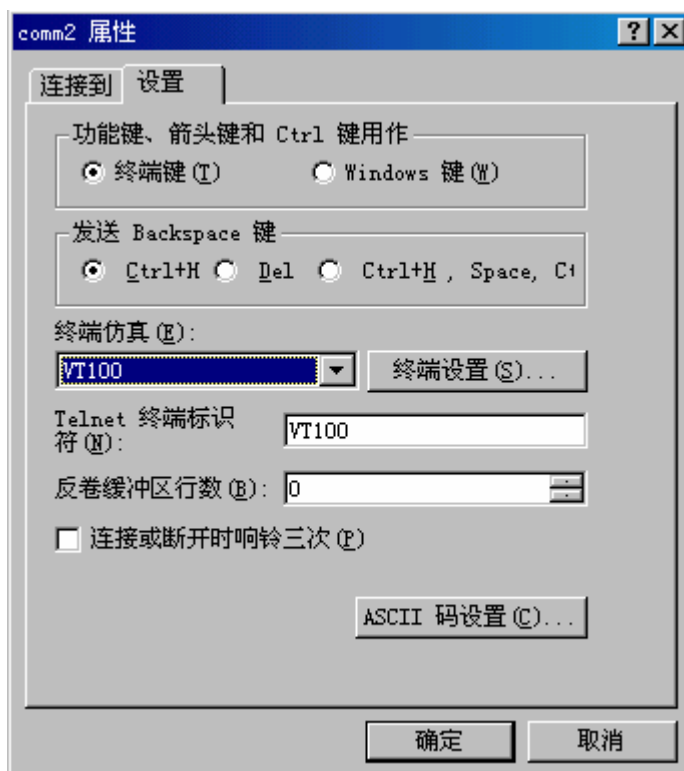 comm2 属性
连接到 设置
功能键、箭头键和 Ctrl 键用作
终端键(T) Windows 键(W)
发送 Backspace 键
Ctrl+H Del Ctrl+H , Space, Ct
终端仿真(E):
VT100 终端设置(S)...
Telnet 终端标识
符(N): VT100
反卷缓冲区行数(B): 0
连接或断开时响铃三次(P)
ASCII 码设置(C)...
确定 取消